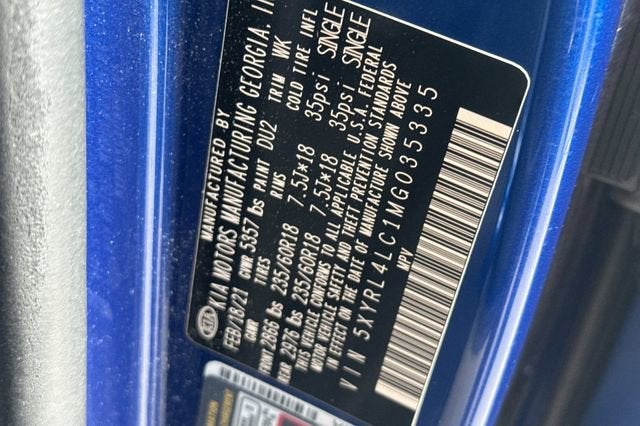 MANUFACTURED BY
KIA MOTORS MANUFACTURING GEORGIA, I
FEB/18/21 GVWR 5357 lbs PAINT DU2 TRIM WK
GAWR TIRES RIMS COLD TIRE INFL
FRONT 2866 lbs 235/60R18 7.5J*18 35psi SINGLE
REAR 2976 lbs 235/60R18 7.5J*18 35psi SINGLE
THIS VEHICLE CONFORMS TO ALL APPLICABLE U.S.A. FEDERAL
MOTOR VEHICLE SAFETY AND THEFT PREVENTION STANDARDS
IN EFFECT ON THE DATE OF MANUFACTURE SHOWN ABOVE
VIN 5XYRL4LC1MG035335
MPV